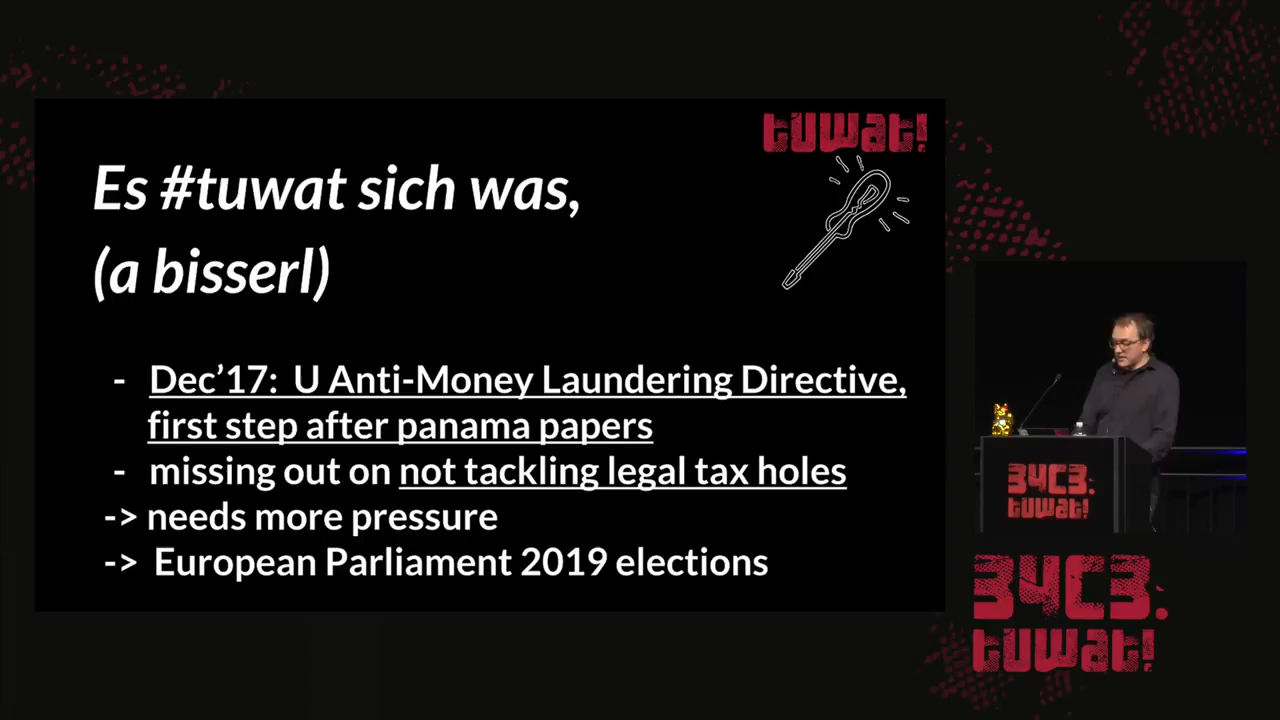 tuwat!
Es #tuwat sich was,
(a bisserl)
- Dec’17: U Anti-Money Laundering Directive,
first step after panama papers
- missing out on not tackling legal tax holes
-> needs more pressure
-> European Parliament 2019 elections
34C3.
tuwat!
34C3.
tuwat!